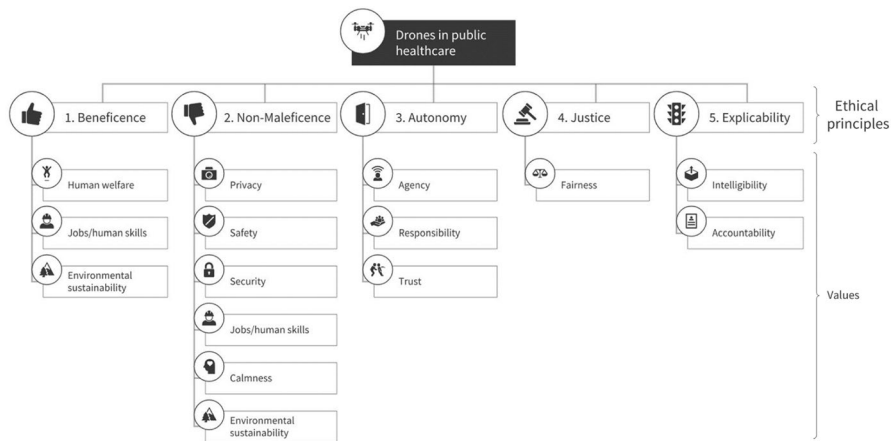 Drones in public
healthcare
1. Beneficence
2. Non-Maleficence
3. Autonomy
4. Justice
5. Explicability
Ethical
principles
Human welfare
Jobs/human skills
Environmental
sustainability
Privacy
Safety
Security
Jobs/human skills
Calmness
Environmental
sustainability
Agency
Responsibility
Trust
Fairness
Intelligibility
Accountability
Values